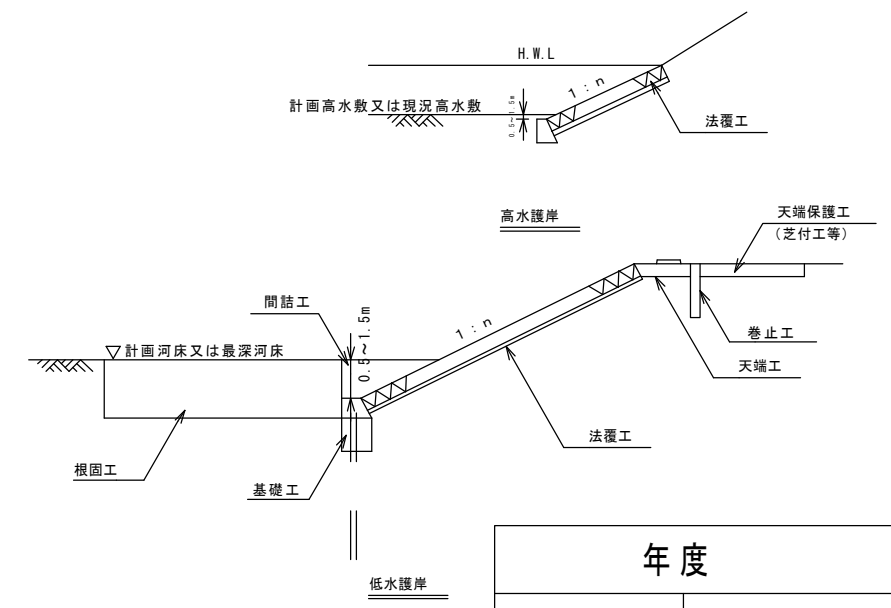 H.W.L
1:n
計画高水敷又は現況高水敷
0.5~1.5m
法覆工
高水護岸
天端保護工
(芝付工等)
間詰工
0.5~1.5m
1:n
巻止工
▽計画河床又は最深河床
天端工
法覆工
根固工
基礎工
低水護岸
年度